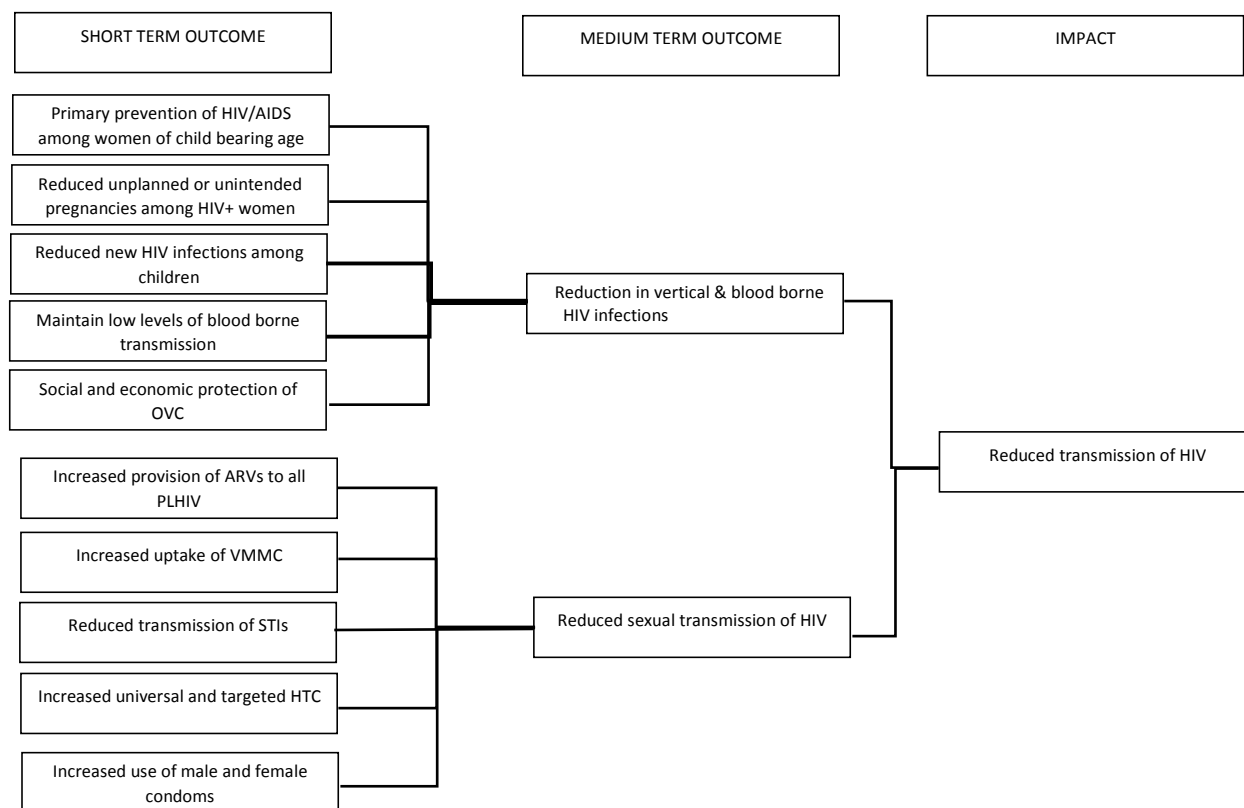 SHORT TERM OUTCOME
MEDIUM TERM OUTCOME
IMPACT
Primary prevention of HIV/AIDS
among women of child bearing age
Reduced unplanned or unintended
pregnancies among HIV+ women
Reduced new HIV infections among
children
Maintain low levels of blood borne
transmission
Social and economic protection of
OVC
Reduction in vertical & blood borne
HIV infections
Increased provision of ARVs to all
PLHIV
Increased uptake of VMMC
Reduced transmission of STIs
Increased universal and targeted HTC
Increased use of male and female
condoms
Reduced sexual transmission of HIV
Reduced transmission of HIV